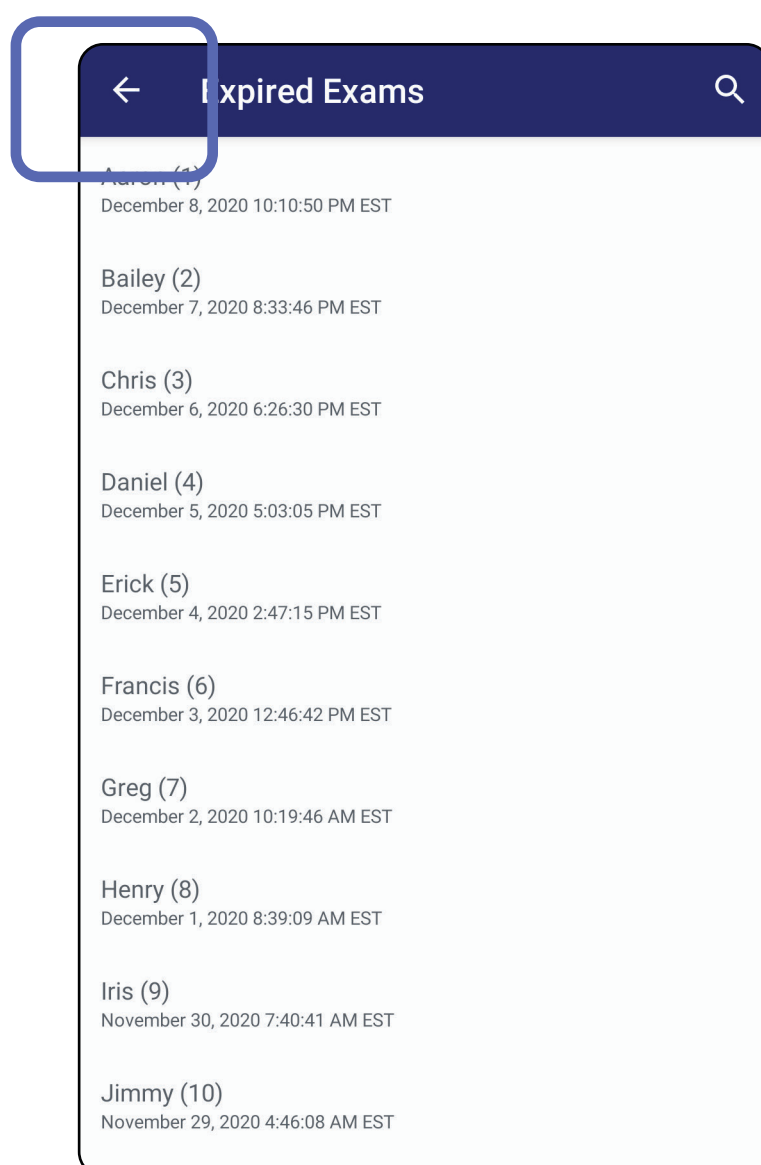 Expired Exams
Aaron (1)
December 8, 2020 10:10:50 PM EST
Bailey (2)
December 7, 2020 8:33:46 PM EST
Chris (3)
December 6, 2020 6:26:30 PM EST
Daniel (4)
December 5, 2020 5:03:05 PM EST
Erick (5)
December 4, 2020 2:47:15 PM EST
Francis (6)
December 3, 2020 12:46:42 PM EST
Greg (7)
December 2, 2020 10:19:46 AM EST
Henry (8)
December 1, 2020 8:39:09 AM EST
Iris (9)
November 30, 2020 7:40:41 AM EST
Jimmy (10)
November 29, 2020 4:46:08 AM EST